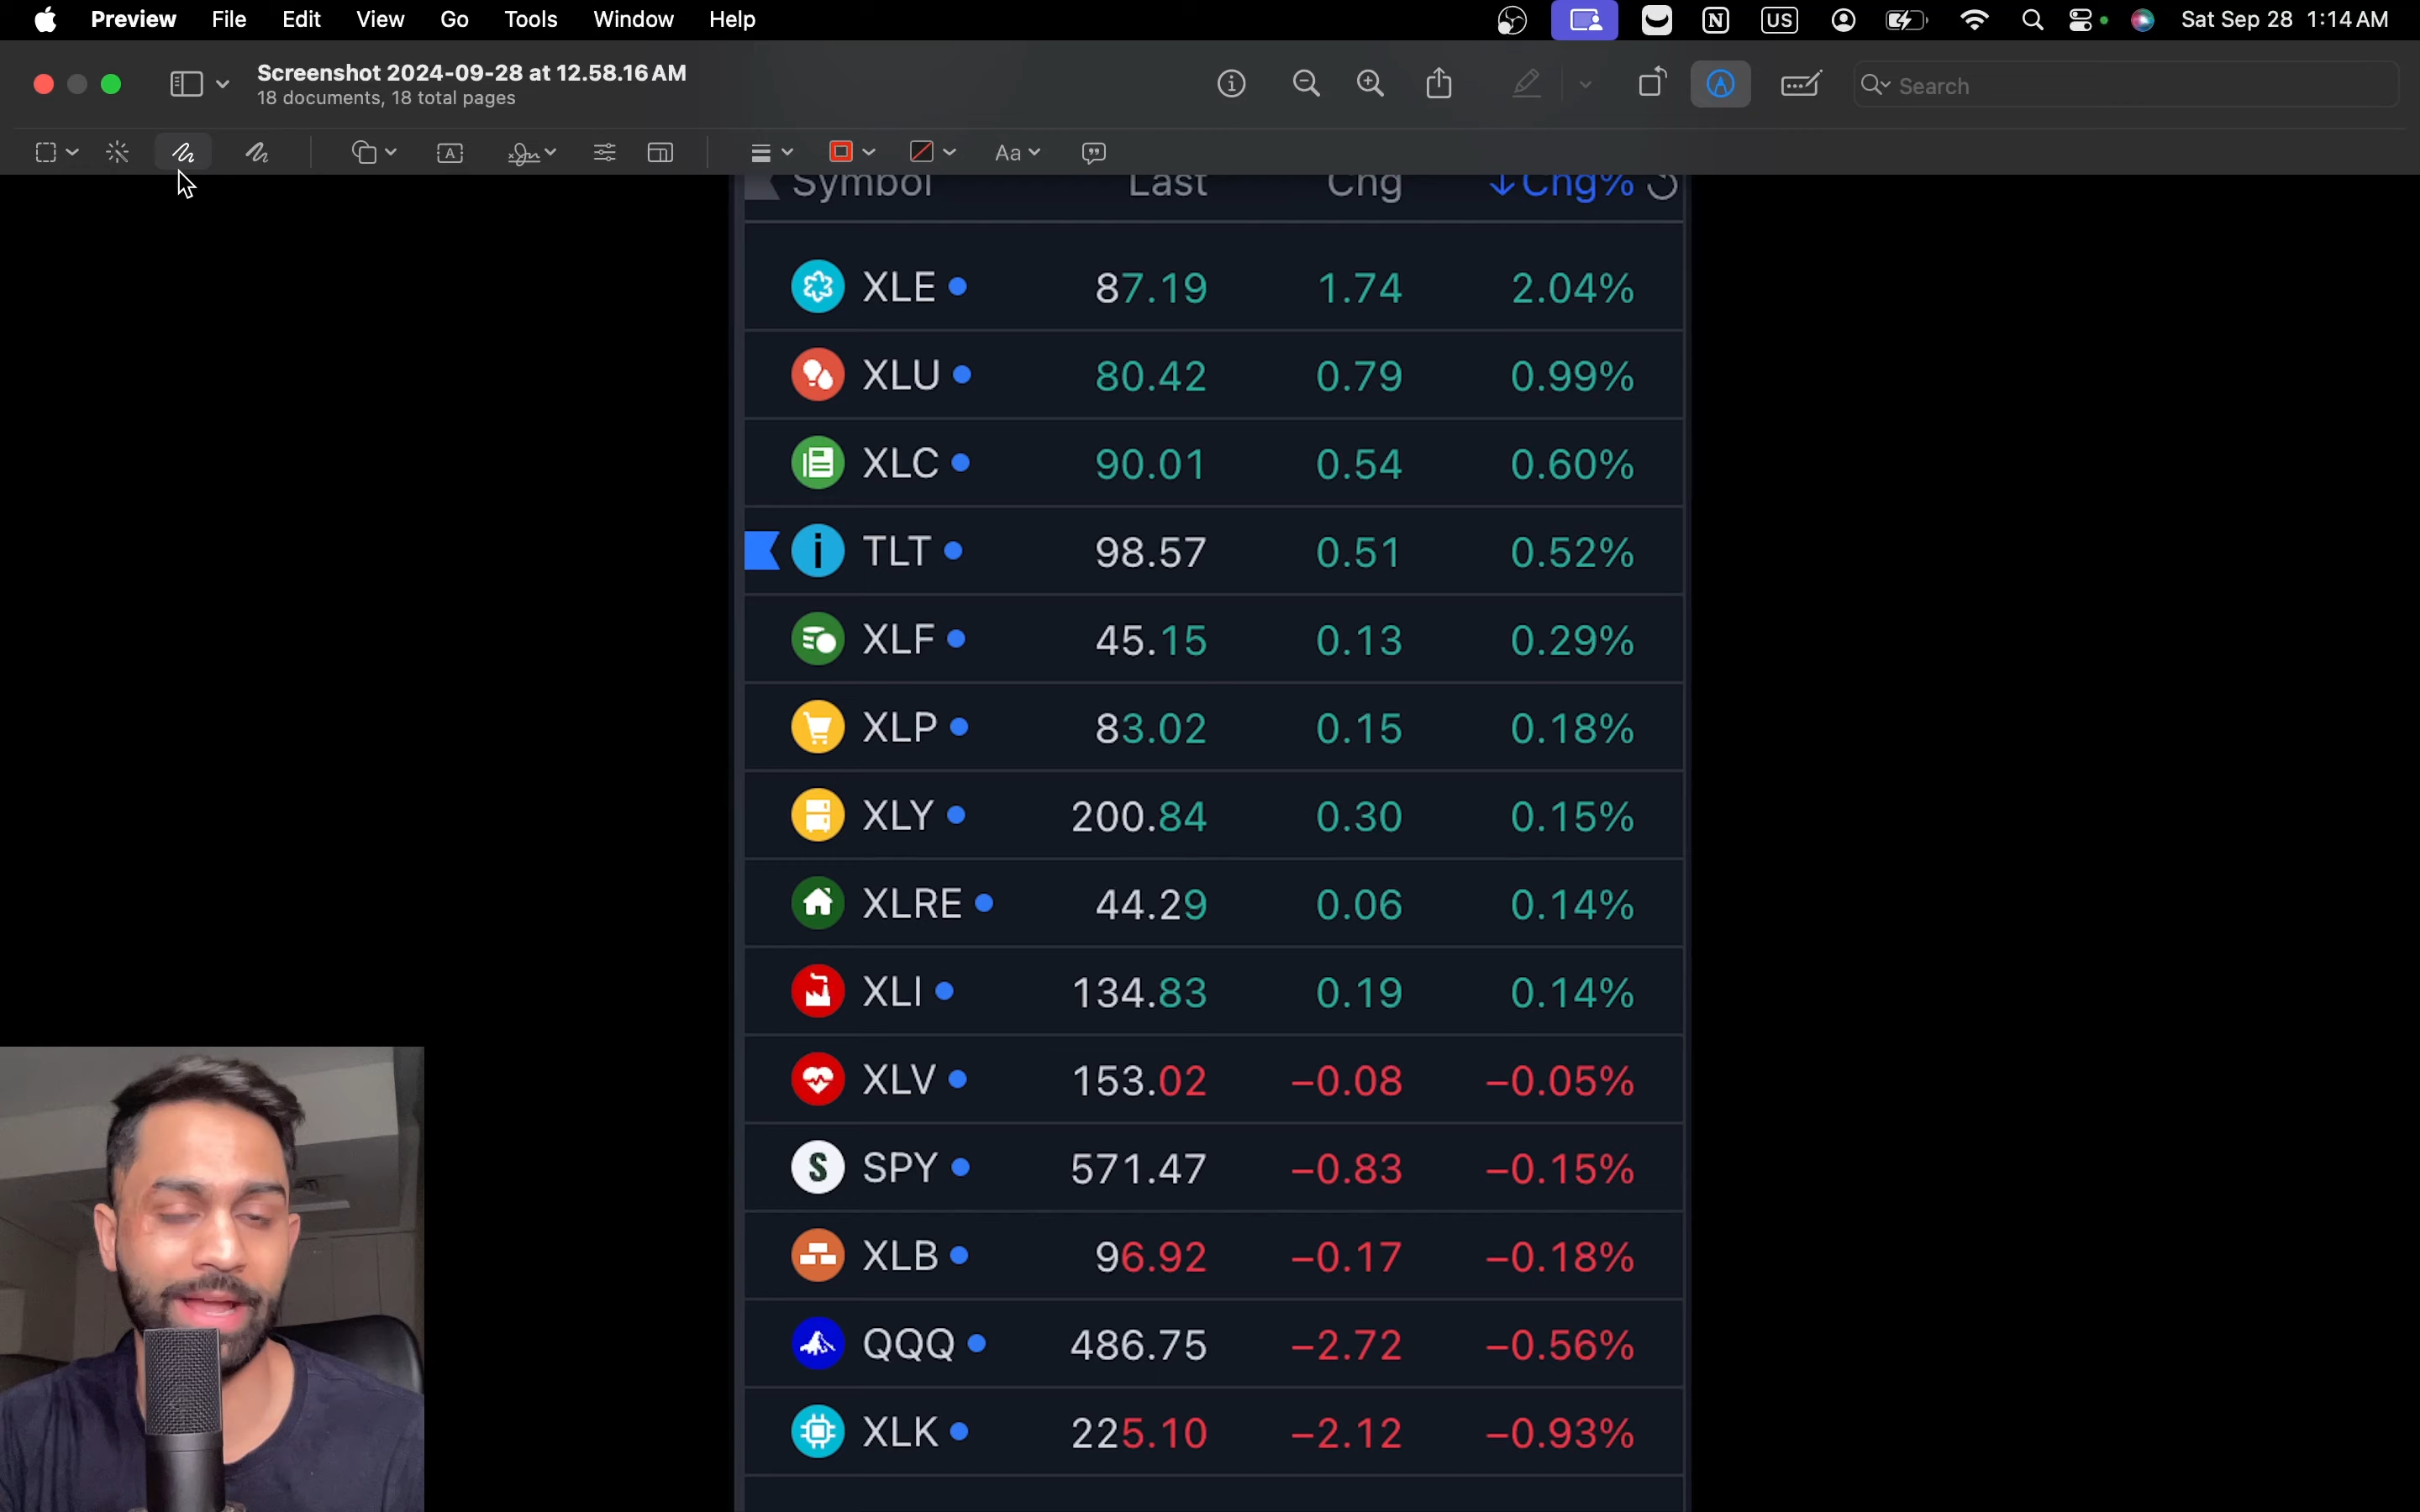 Preview File Edit View Go Tools Window Help N US Sat Sep 28 1:14 AM
Screenshot 2024-09-28 at 12.58.16 AM
18 documents, 18 total pages
Search
A Aa
Symbol Last Cng ↓Cng%
XLE 87.19 1.74 2.04%
XLU 80.42 0.79 0.99%
XLC 90.01 0.54 0.60%
i TLT 98.57 0.51 0.52%
XLF 45.15 0.13 0.29%
XLP 83.02 0.15 0.18%
XLY 200.84 0.30 0.15%
XLRE 44.29 0.06 0.14%
XLI 134.83 0.19 0.14%
XLV 153.02 −0.08 −0.05%
S SPY 571.47 −0.83 −0.15%
XLB 96.92 −0.17 −0.18%
QQQ 486.75 −2.72 −0.56%
XLK 225.10 −2.12 −0.93%